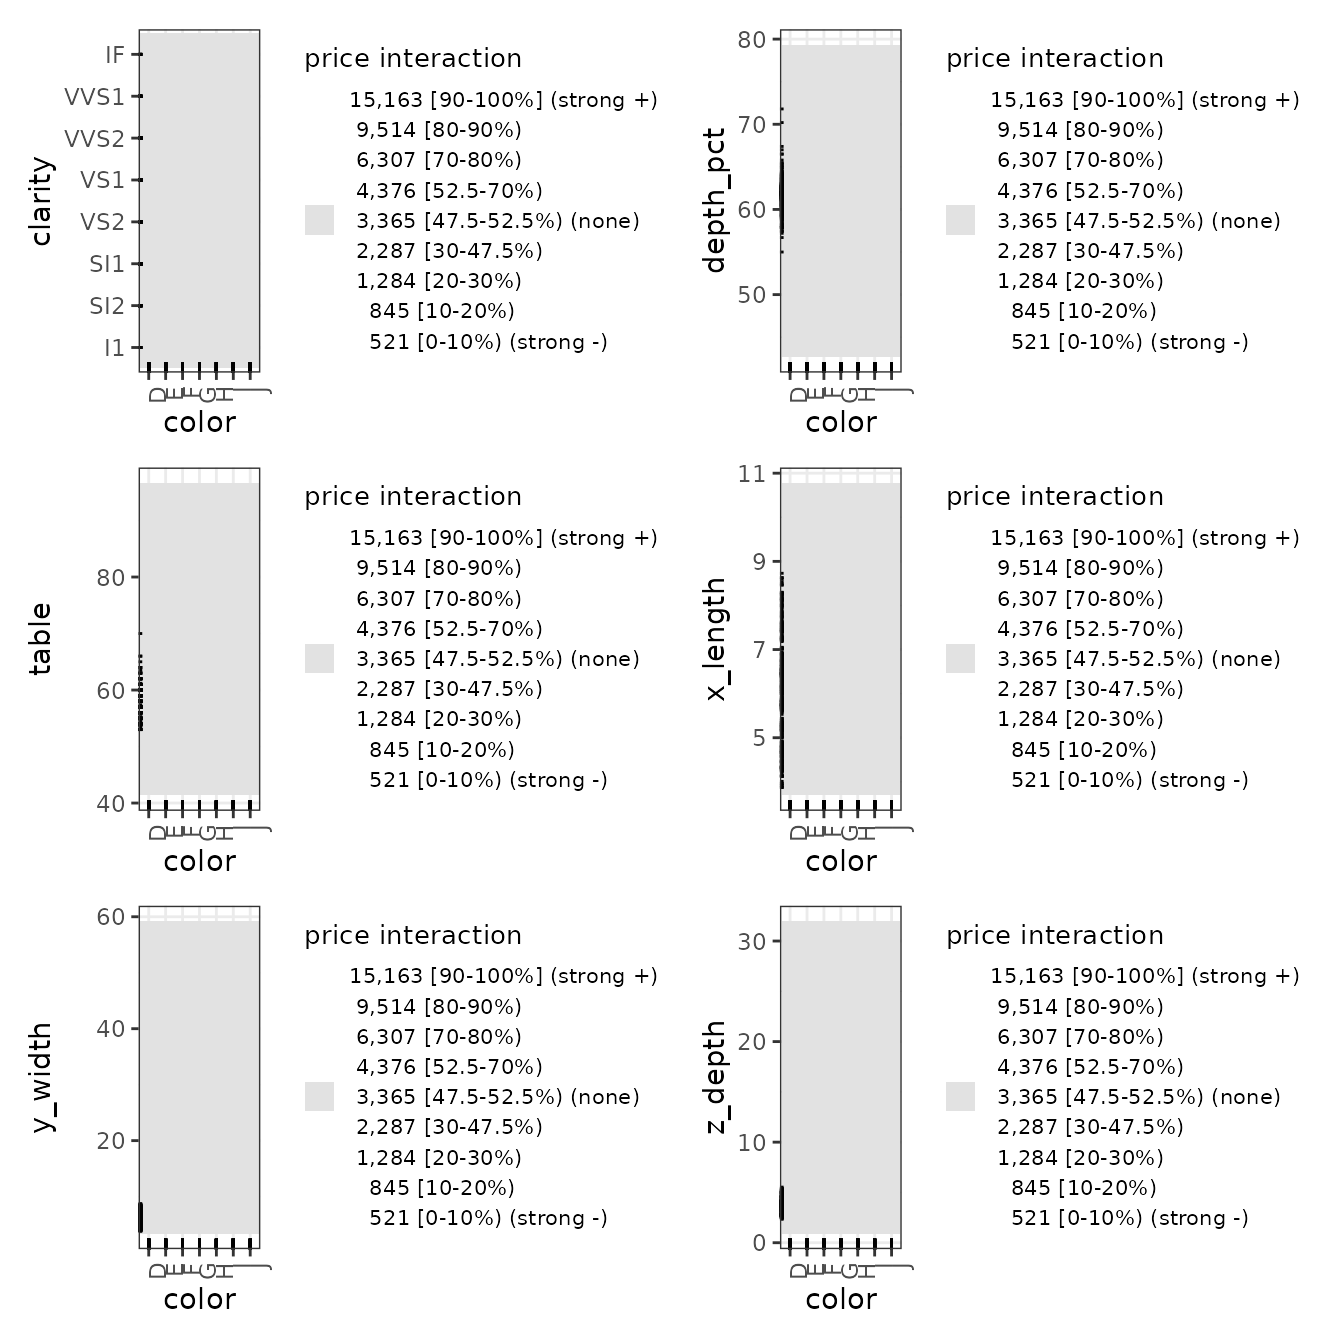 clarity
IF
VVS1
VVS2
VS1
VS2
SI1
SI2
I1
D E F G H I J
color
price interaction
15,163 [90-100%] (strong +)
9,514 [80-90%)
6,307 [70-80%)
4,376 [52.5-70%)
3,365 [47.5-52.5%) (none)
2,287 [30-47.5%)
1,284 [20-30%)
845 [10-20%)
521 [0-10%) (strong -)
depth_pct
80
70
60
50
D E F G H I J
color
price interaction
15,163 [90-100%] (strong +)
9,514 [80-90%)
6,307 [70-80%)
4,376 [52.5-70%)
3,365 [47.5-52.5%) (none)
2,287 [30-47.5%)
1,284 [20-30%)
845 [10-20%)
521 [0-10%) (strong -)
table
80
60
40
D E F G H I J
color
price interaction
15,163 [90-100%] (strong +)
9,514 [80-90%)
6,307 [70-80%)
4,376 [52.5-70%)
3,365 [47.5-52.5%) (none)
2,287 [30-47.5%)
1,284 [20-30%)
845 [10-20%)
521 [0-10%) (strong -)
x_length
11
9
7
5
D E F G H I J
color
price interaction
15,163 [90-100%] (strong +)
9,514 [80-90%)
6,307 [70-80%)
4,376 [52.5-70%)
3,365 [47.5-52.5%) (none)
2,287 [30-47.5%)
1,284 [20-30%)
845 [10-20%)
521 [0-10%) (strong -)
y_width
60
40
20
D E F G H I J
color
price interaction
15,163 [90-100%] (strong +)
9,514 [80-90%)
6,307 [70-80%)
4,376 [52.5-70%)
3,365 [47.5-52.5%) (none)
2,287 [30-47.5%)
1,284 [20-30%)
845 [10-20%)
521 [0-10%) (strong -)
z_depth
30
20
10
0
D E F G H I J
color
price interaction
15,163 [90-100%] (strong +)
9,514 [80-90%)
6,307 [70-80%)
4,376 [52.5-70%)
3,365 [47.5-52.5%) (none)
2,287 [30-47.5%)
1,284 [20-30%)
845 [10-20%)
521 [0-10%) (strong -)